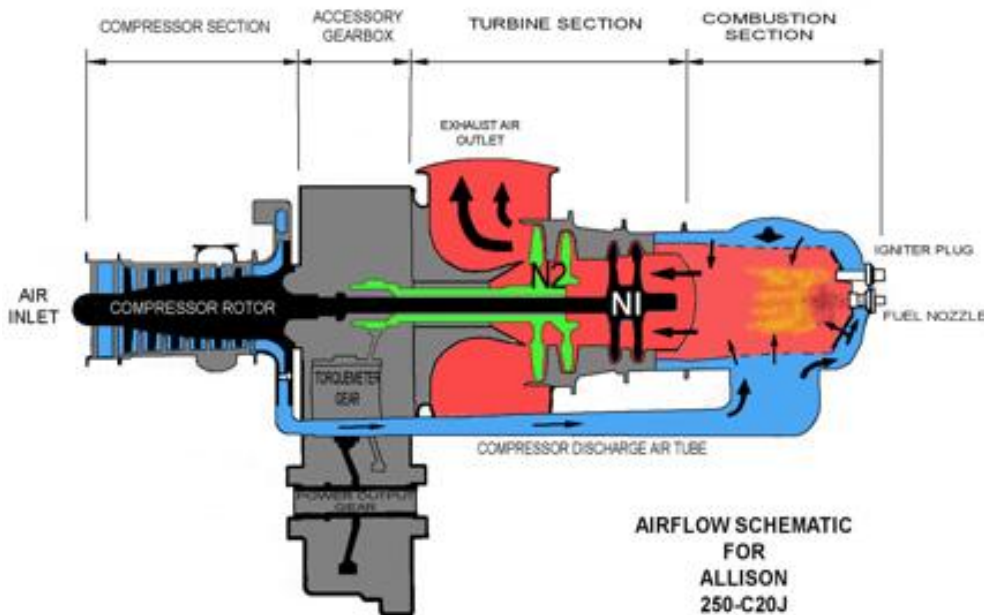 COMPRESSOR SECTION
ACCESSORY
GEARBOX
TURBINE SECTION
COMBUSTION
SECTION
EXHAUST AIR
OUTLET
AIR
INLET
COMPRESSOR ROTOR
N2
N1
IGNITER PLUG
FUEL NOZZLE
TORQUEMETER
GEAR
COMPRESSOR DISCHARGE AIR TUBE
POWER OUTPUT
GEAR
AIRFLOW SCHEMATIC
FOR
ALLISON
250-C20J